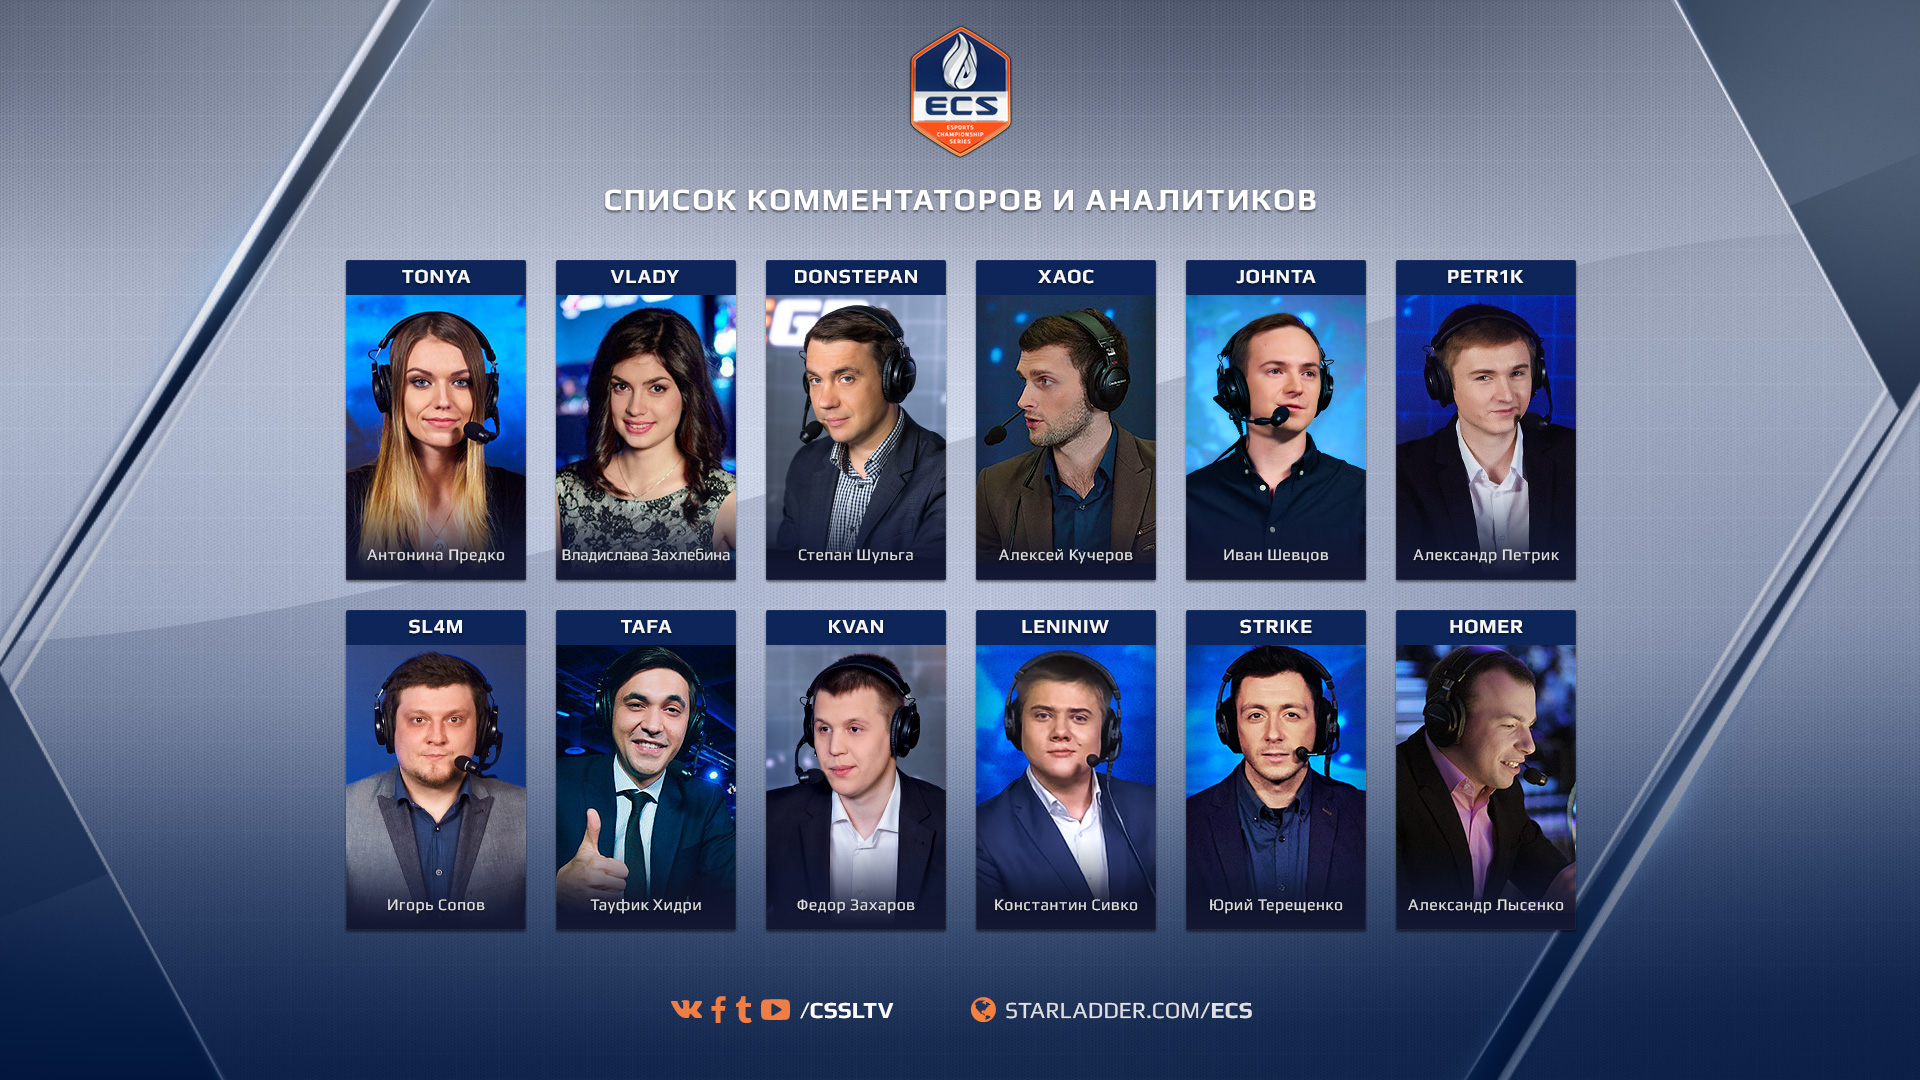 ECS
ESPORTS
CHAMPIONSHIP
SERIES
СПИСОК КОММЕНТАТОРОВ И АНАЛИТИКОВ
TONYA
VLADY
DONSTEPAN
XAOC
JOHNTA
PETR1K
Антонина Предко
Владислава Захлебина
Степан Шульга
Алексей Кучеров
Иван Шевцов
Александр Петрик
SL4M
TAFA
KVAN
LENINIW
STRIKE
HOMER
Игорь Сопов
Тауфик Хидри
Федор Захаров
Константин Сивко
Юрий Терещенко
Александр Лысенко
/CSSLTV
STARLADDER.COM/ECS